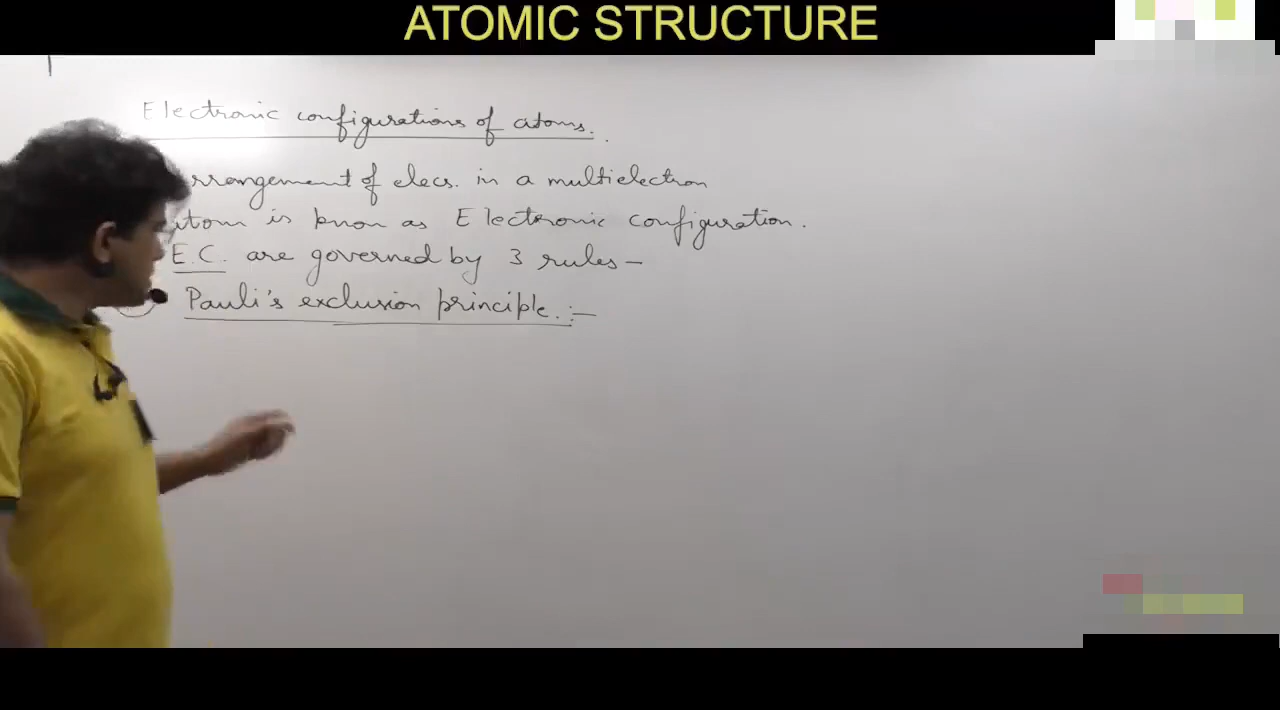 ATOMIC STRUCTURE
Electronic configurations of atoms.
rrangement of elecs. in a multielectron
atom is known as Electronic configuration.
E.C. are governed by 3 rules –
Pauli's exclusion principle. :–